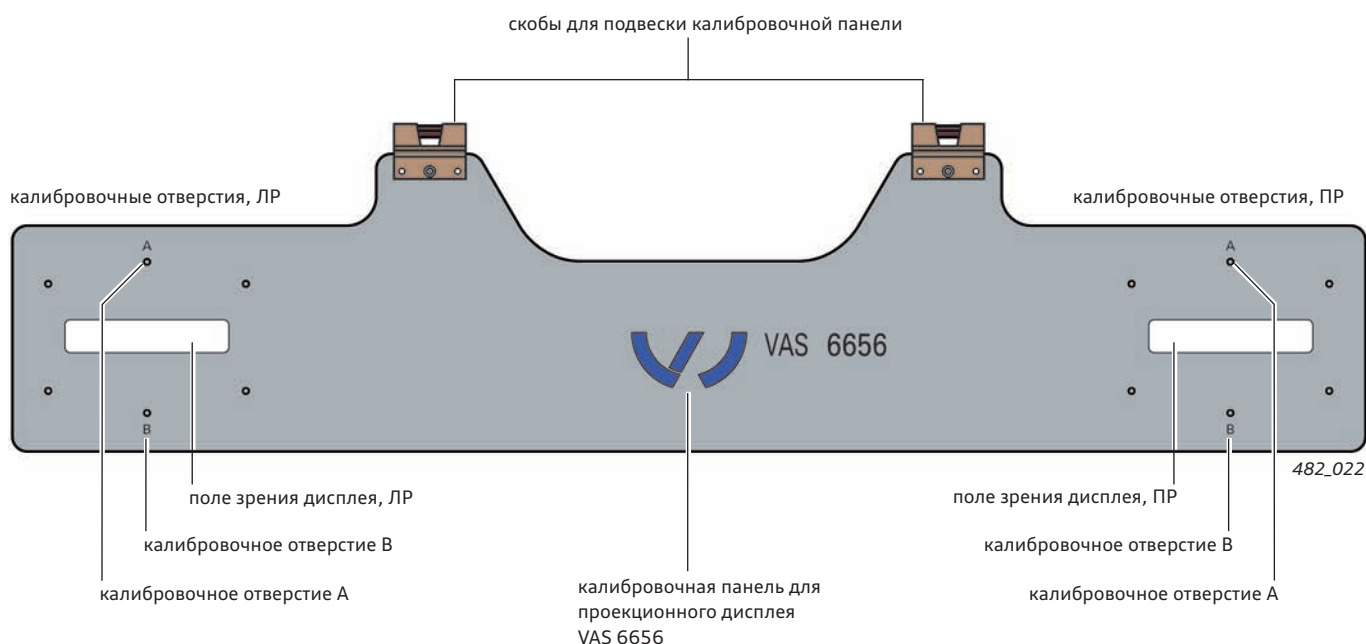 скобы для подвески калибровочной панели
калибровочные отверстия, ЛР
калибровочные отверстия, ПР
A
A
VAS 6656
B
B
482_022
поле зрения дисплея, ЛР
поле зрения дисплея, ПР
калибровочное отверстие В
калибровочное отверстие В
калибровочное отверстие А
калибровочная панель для
проекционного дисплея
VAS 6656
калибровочное отверстие А